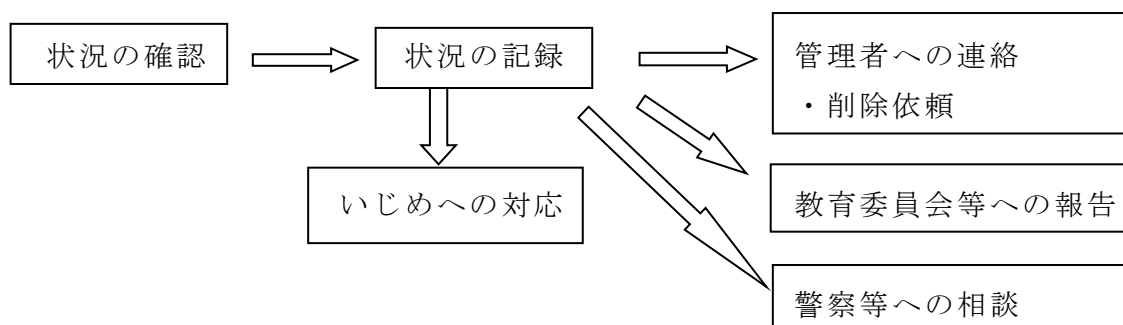 状況の確認
状況の記録
管理者への連絡
・削除依頼
いじめへの対応
教育委員会等への報告
警察等への相談